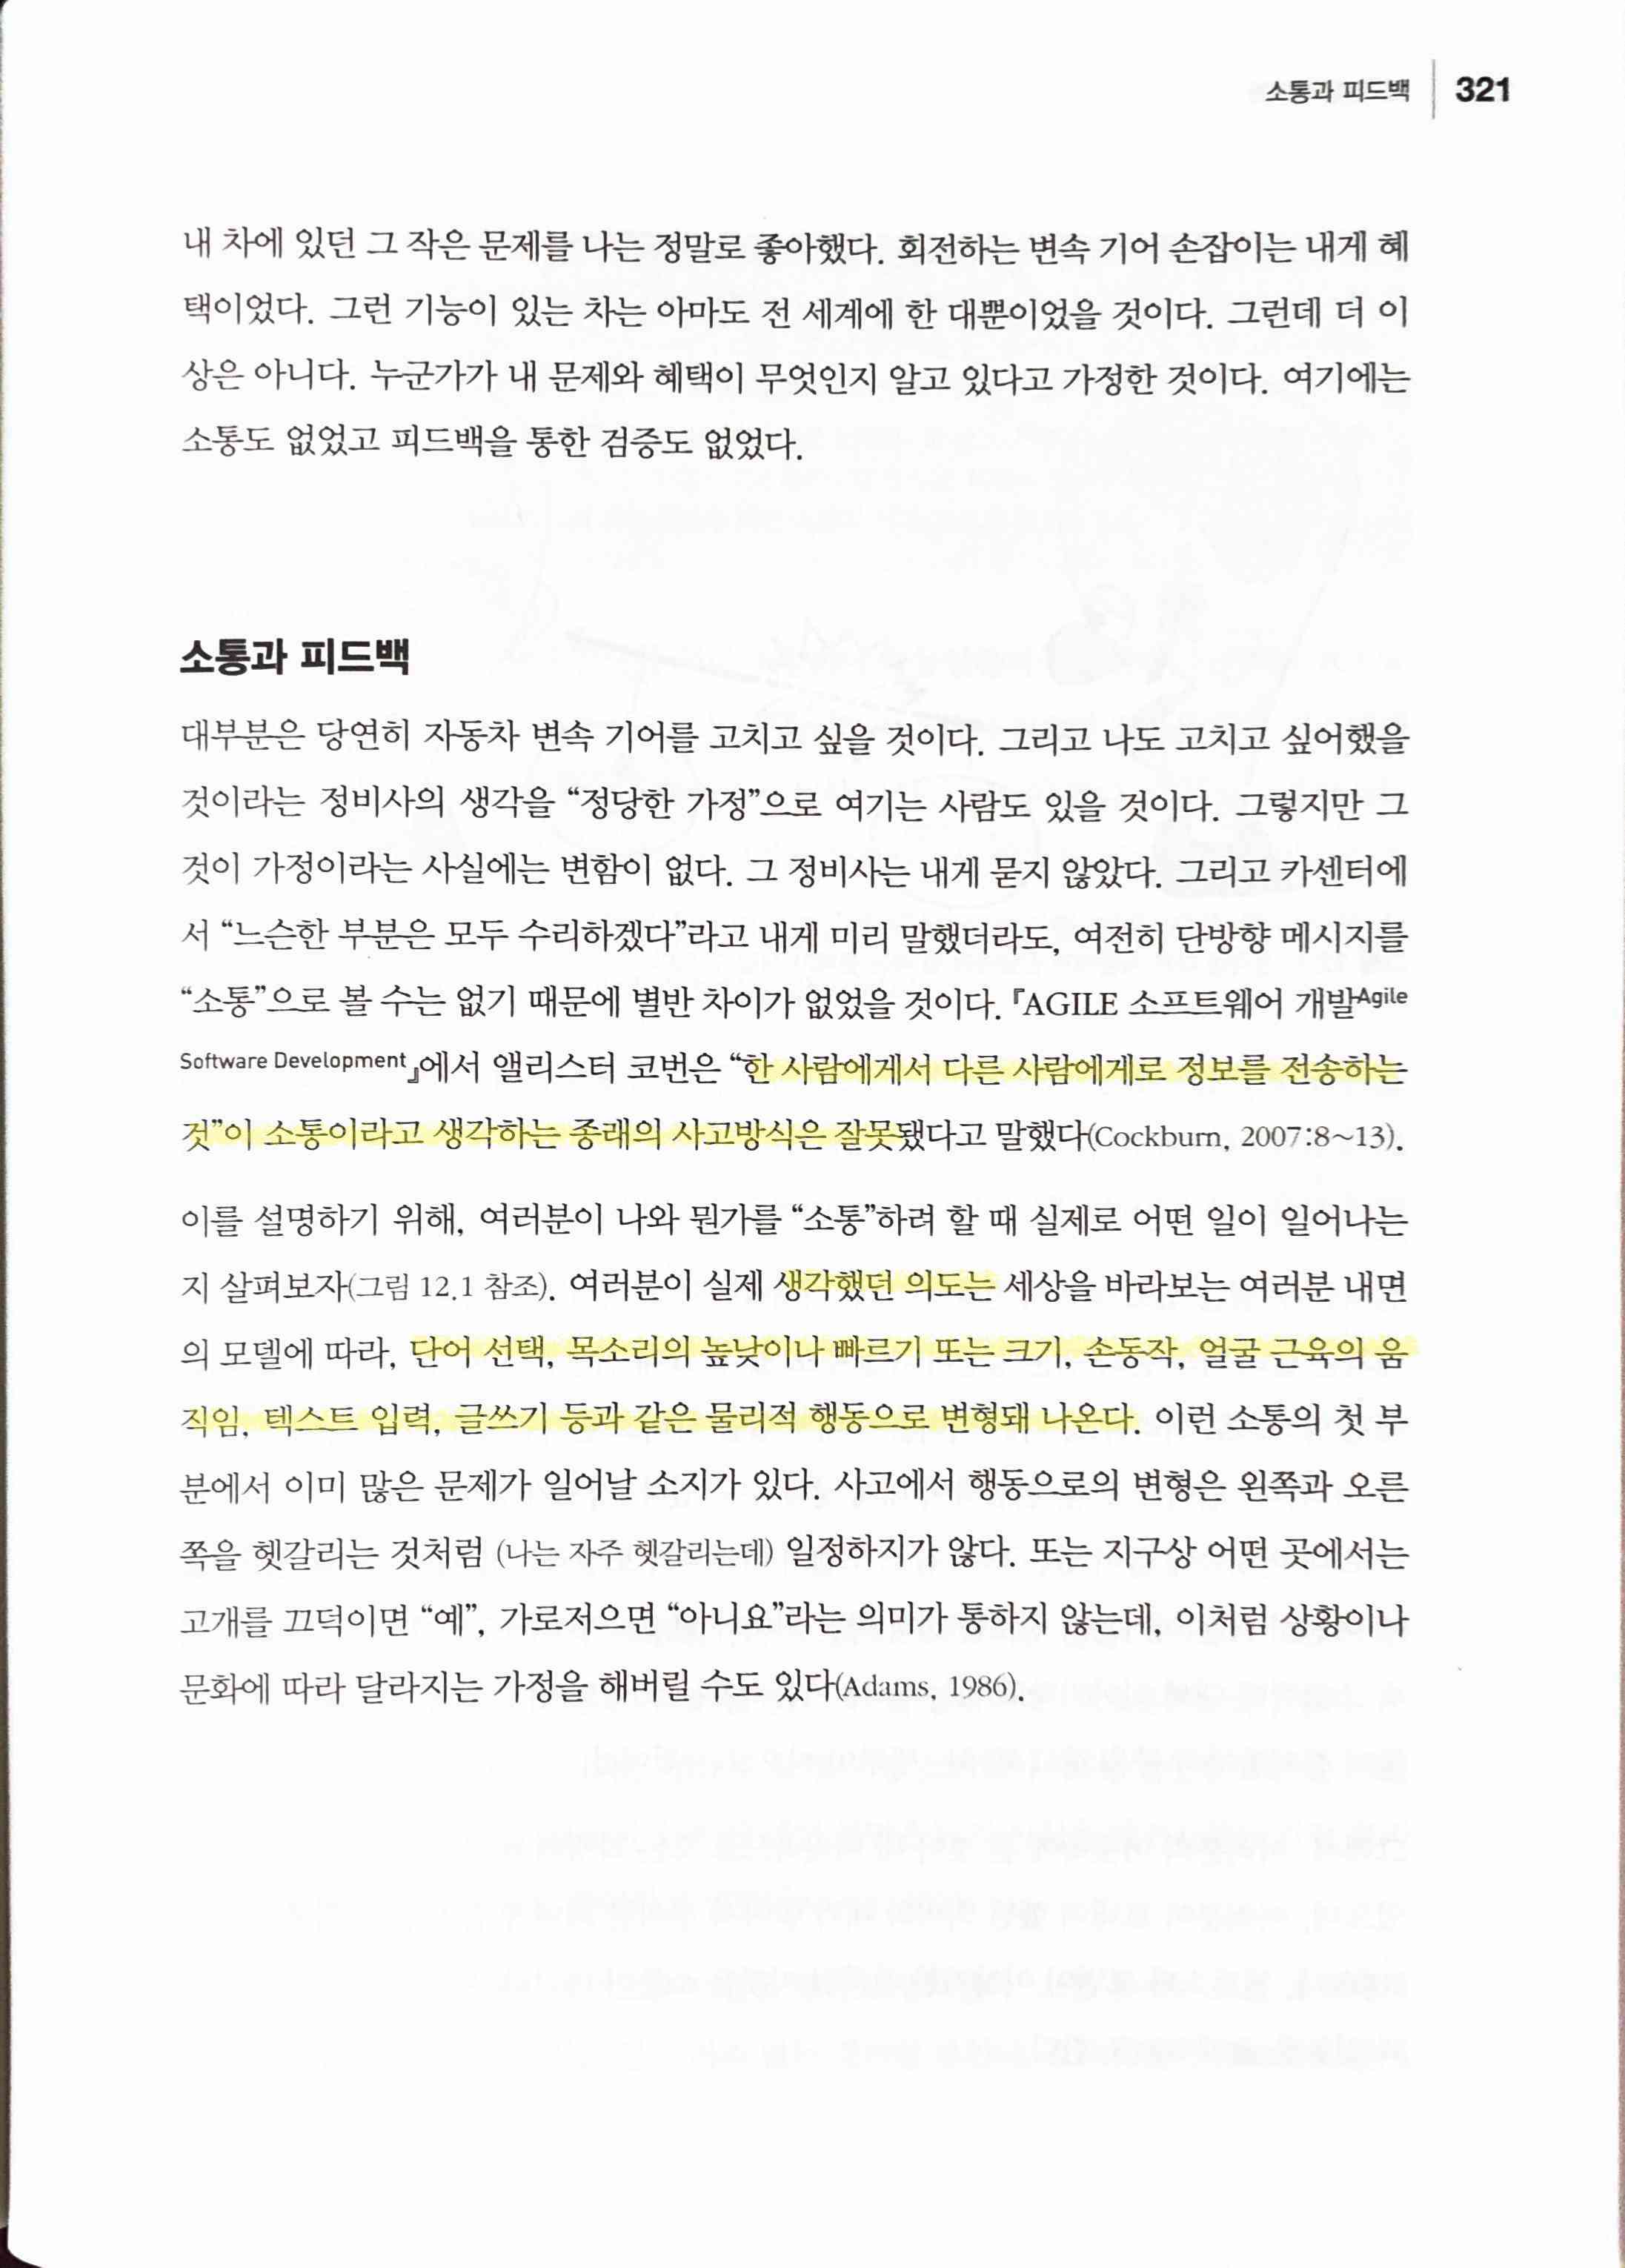 소통과 피드백 321
내 차에 있던 그 작은 문제를 나는 정말로 좋아했다. 회전하는 변속 기어 손잡이는 내게 혜
택이었다. 그런 기능이 있는 차는 아마도 전 세계에 한 대뿐이었을 것이다. 그런데 더 이
상은 아니다. 누군가가 내 문제와 혜택이 무엇인지 알고 있다고 가정한 것이다. 여기에는
소통도 없었고 피드백을 통한 검증도 없었다.
소통과 피드백
대부분은 당연히 자동차 변속 기어를 고치고 싶을 것이다. 그리고 나도 고치고 싶어했을
것이라는 정비사의 생각을 “정당한 가정”으로 여기는 사람도 있을 것이다. 그렇지만 그
것이 가정이라는 사실에는 변함이 없다. 그 정비사는 내게 묻지 않았다. 그리고 카센터에
서 “느슨한 부분은 모두 수리하겠다”라고 내게 미리 말했더라도, 여전히 단방향 메시지를
“소통”으로 볼 수는 없기 때문에 별반 차이가 없었을 것이다. 『AGILE 소프트웨어 개발Agile
Software Development』에서 앨리스터 코번은 “한 사람에게서 다른 사람에게로 정보를 전송하는
것”이 소통이라고 생각하는 종래의 사고방식은 잘못됐다고 말했다(Cockburn, 2007:8~13).
이를 설명하기 위해, 여러분이 나와 뭔가를 “소통”하려 할 때 실제로 어떤 일이 일어나는
지 살펴보자(그림 12.1 참조). 여러분이 실제 생각했던 의도는 세상을 바라보는 여러분 내면
의 모델에 따라, 단어 선택, 목소리의 높낮이나 빠르기 또는 크기, 손동작, 얼굴 근육의 움
직임, 텍스트 입력, 글쓰기 등과 같은 물리적 행동으로 변형돼 나온다. 이런 소통의 첫 부
분에서 이미 많은 문제가 일어날 소지가 있다. 사고에서 행동으로의 변형은 왼쪽과 오른
쪽을 헷갈리는 것처럼 (나는 자주 헷갈리는데) 일정하지가 않다. 또는 지구상 어떤 곳에서는
고개를 끄덕이면 “예”, 가로저으면 “아니요”라는 의미가 통하지 않는데, 이처럼 상황이나
문화에 따라 달라지는 가정을 해버릴 수도 있다(Adams, 1986).